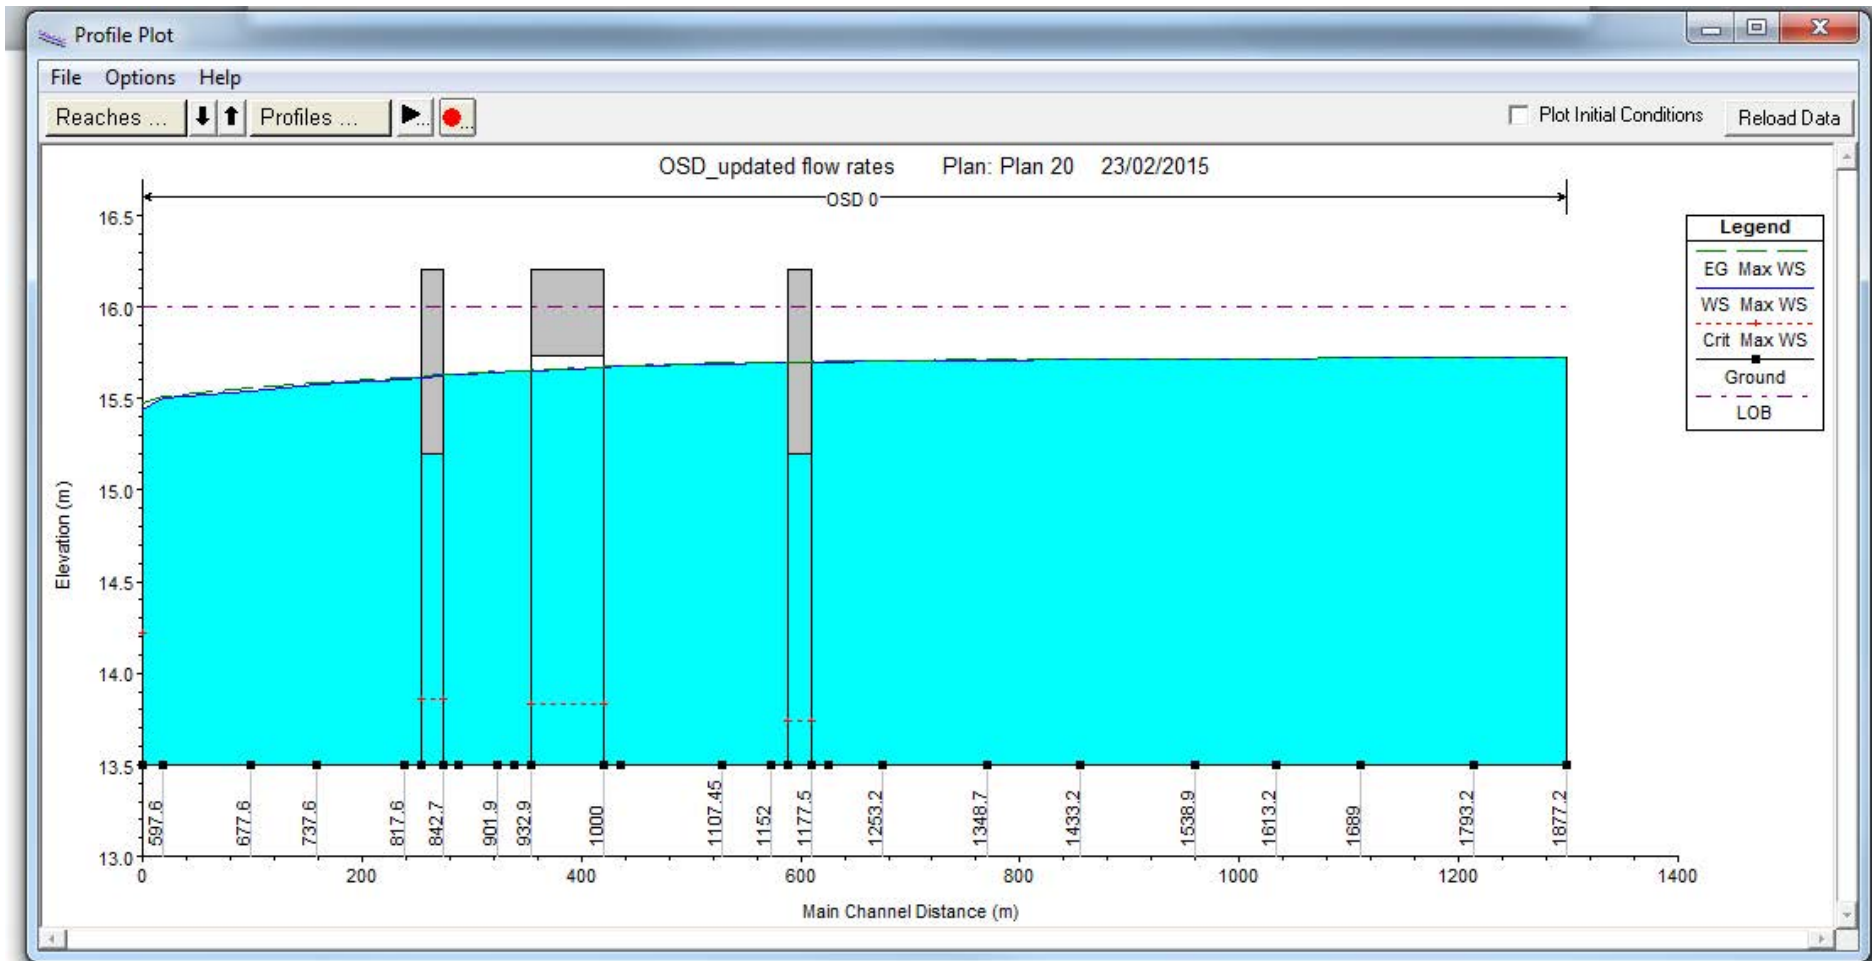 Profile Plot
File Options Help
Reaches ... Profiles ... Plot Initial Conditions Reload Data
OSD_updated flow rates Plan: Plan 20 23/02/2015
OSD 0
Legend
EG Max WS
WS Max WS
Crit Max WS
Ground
LOB
Elevation (m)
16.5
16.0
15.5
15.0
14.5
14.0
13.5
13.0
597.6
677.6
737.6
817.6
842.7
901.9
932.9
1000
1107.45
1152
1177.5
1253.2
1348.7
1433.2
1538.9
1613.2
1689
1793.2
1877.2
0 200 400 600 800 1000 1200 1400
Main Channel Distance (m)